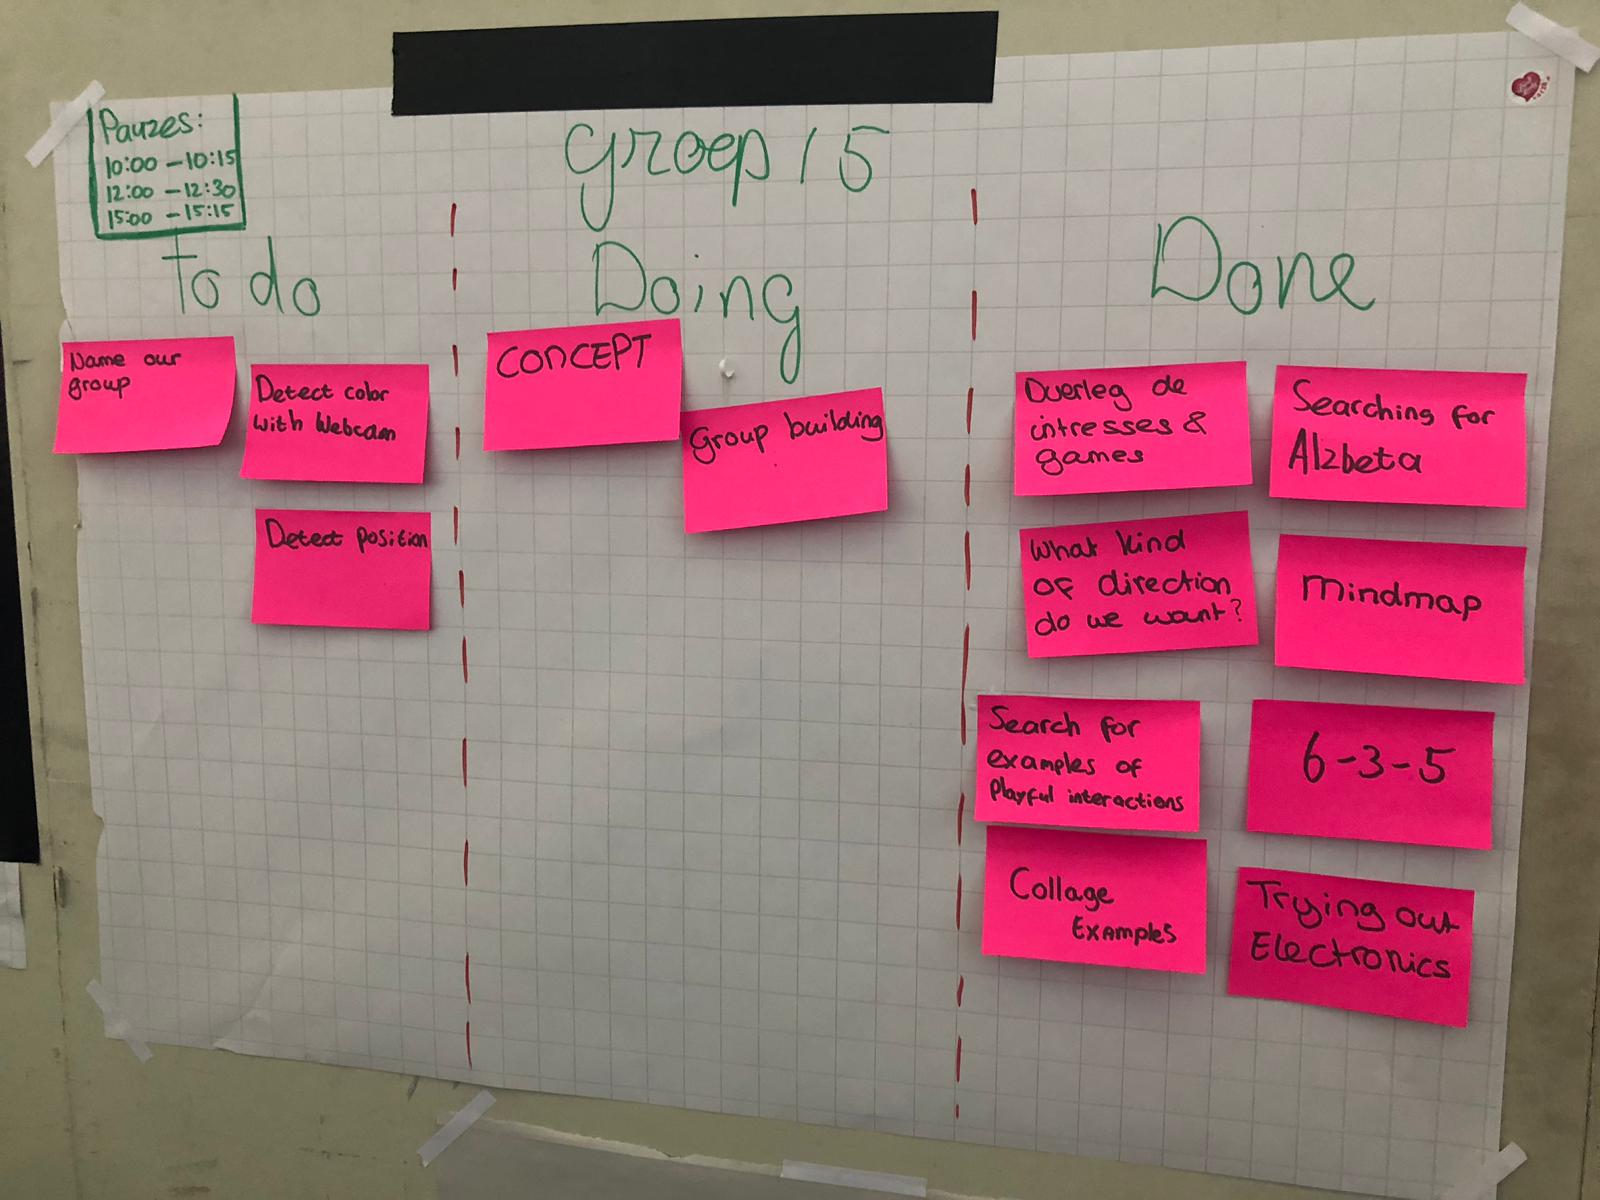 Pauzes:
10:00 - 10:15
12:00 - 12:30
15:00 - 15:15
groep 15
To do
Doing
Done
Name our
group
Detect color
with Webcam
Detect position
CONCEPT
Group building
Overleg de
intresses &
games
Searching for
Alzbeta
What kind
of direction
do we want?
Mindmap
Search for
examples of
Playful interactions
6-3-5
Collage
Examples
Trying out
Electronics